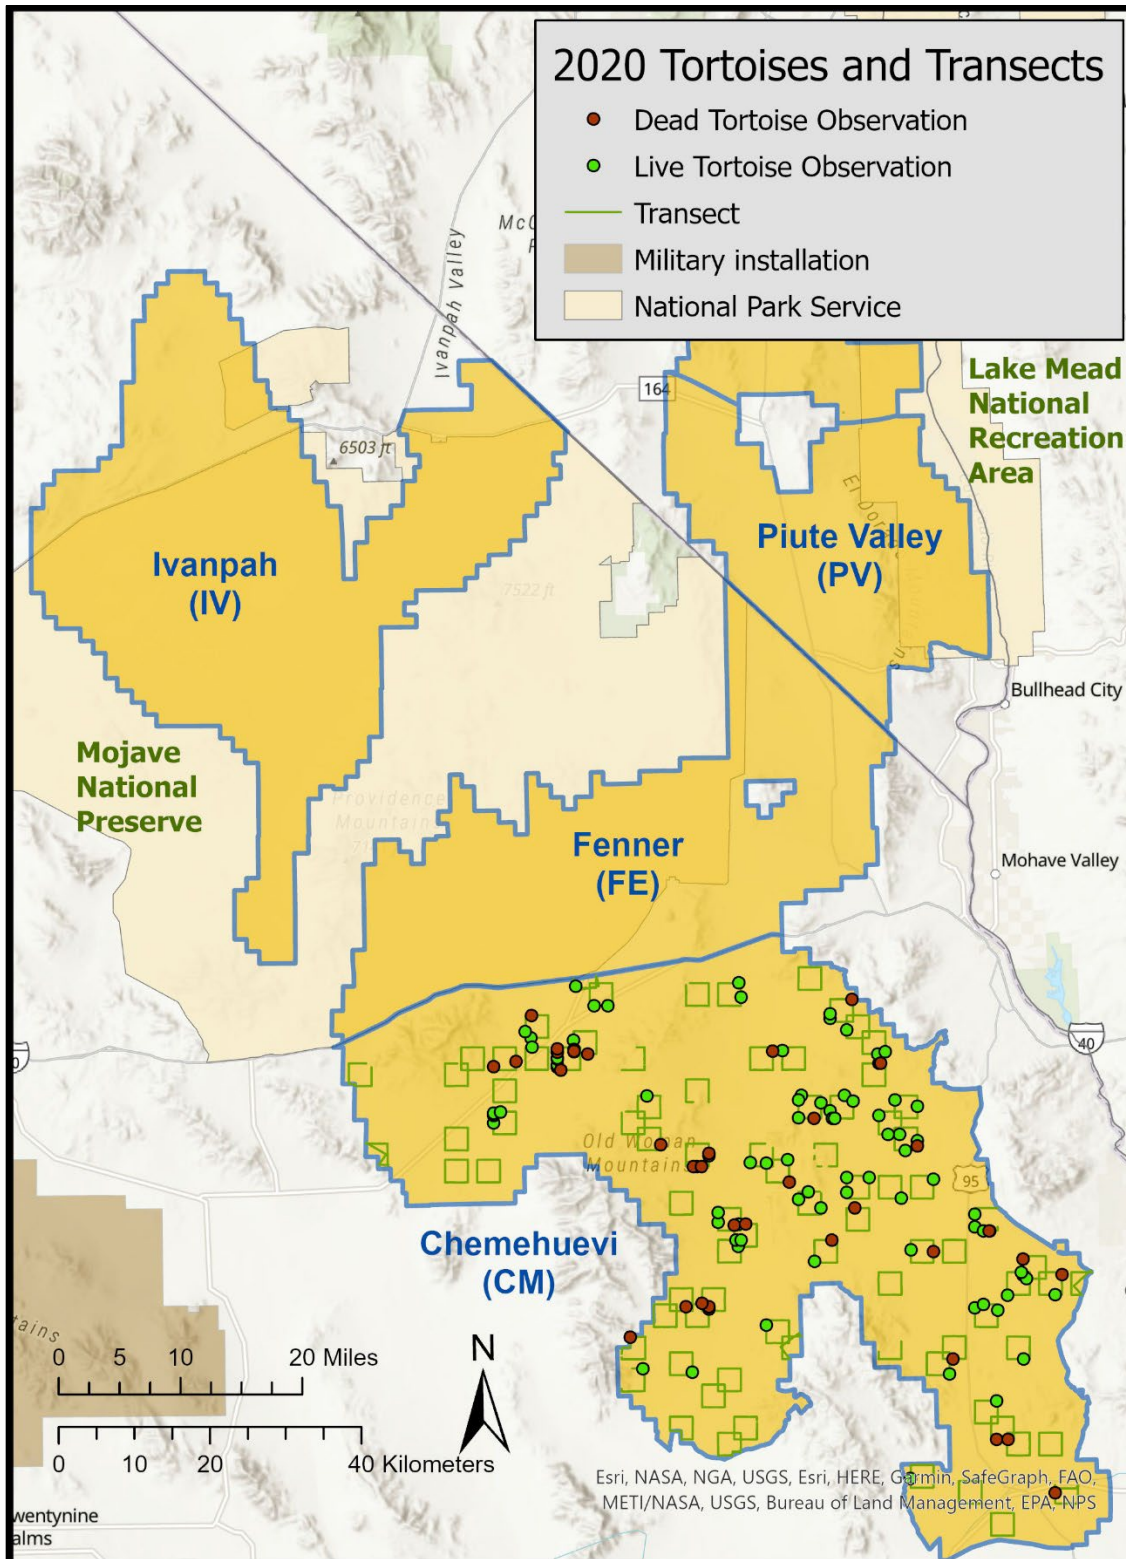 2020 Tortoises and Transects
Dead Tortoise Observation
Live Tortoise Observation
Transect
Military installation
National Park Service
Ivanpah Valley
164
Lake Mead
National
Recreation
Area
6503 ft
Ivanpah
(IV)
Piute Valley
(PV)
7522 ft
Bullhead City
Mojave
National
Preserve
Providence
Mountains
Fenner
(FE)
Mohave Valley
40
Old Woman
Mountains
95
Chemehuevi
(CM)
tains
N
0 5 10 20 Miles
0 10 20 40 Kilometers
Esri, NASA, NGA, USGS, Esri, HERE, Garmin, SafeGraph, FAO,
METI/NASA, USGS, Bureau of Land Management, EPA, NPS
wentynine
alms